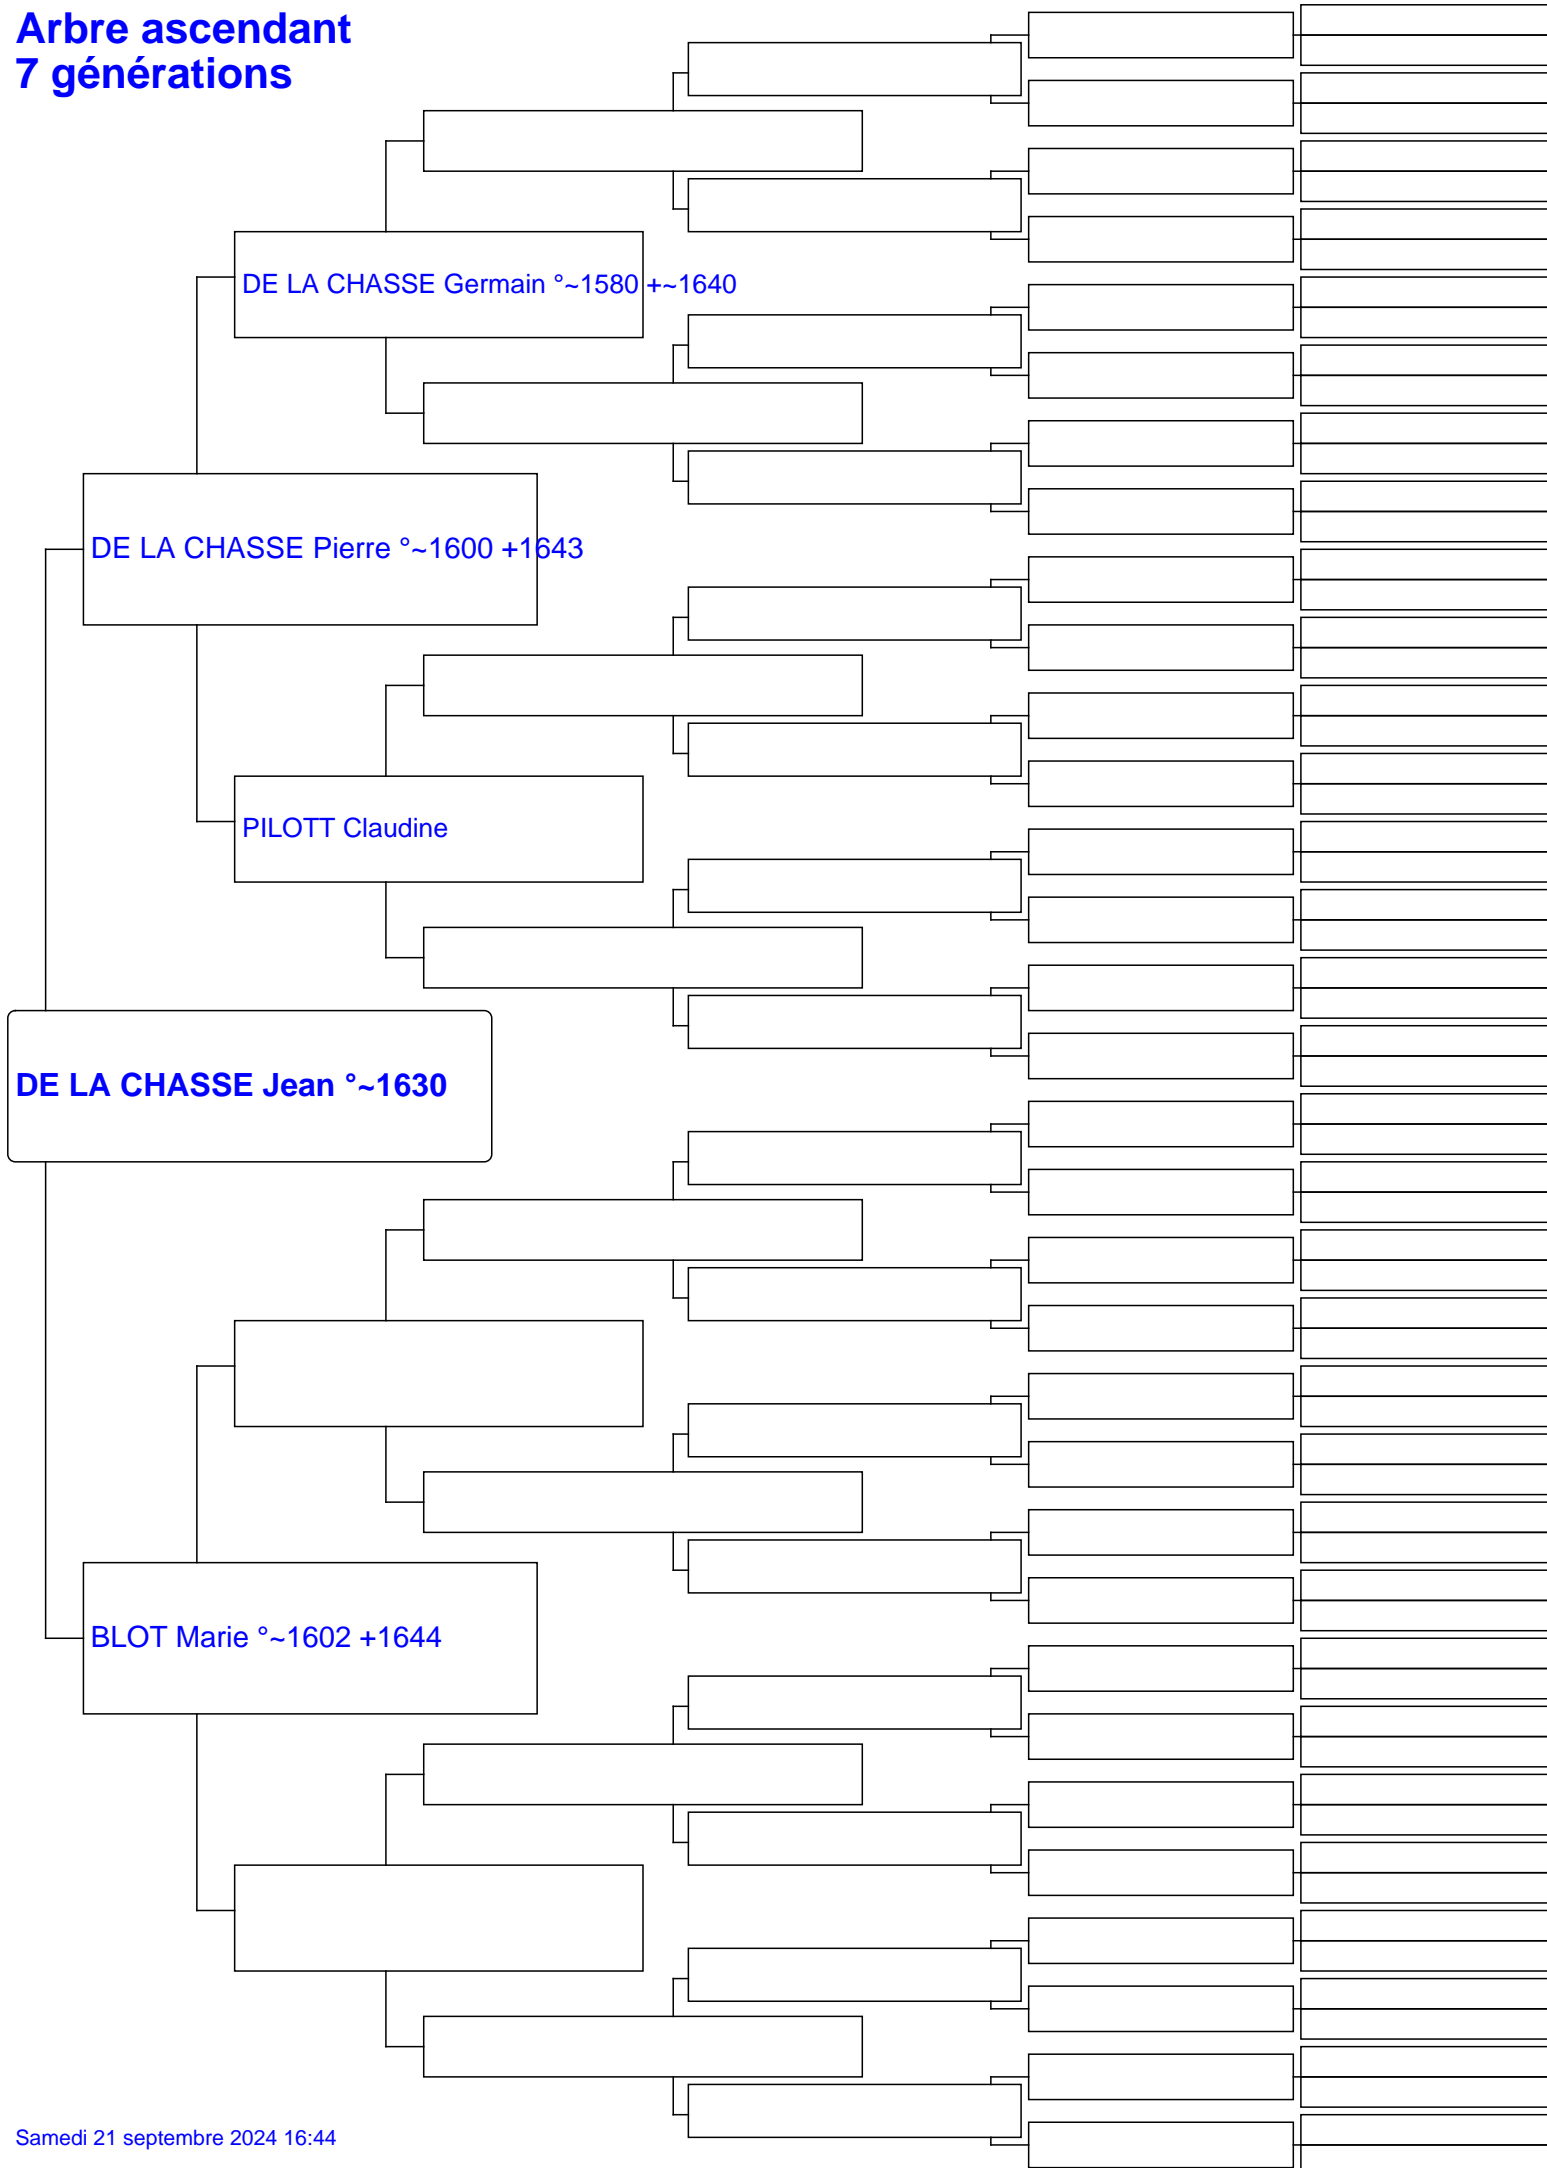 Arbre ascendant
7 générations
DE LA CHASSE Germain °~1580 +~1640
DE LA CHASSE Pierre °~1600 +1643
PILOTT Claudine
DE LA CHASSE Jean °~1630
BLOT Marie °~1602 +1644
Samedi 21 septembre 2024 16:44